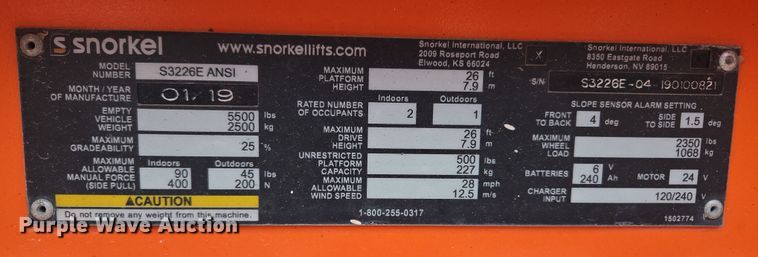 snorkel
www.snorkellifts.com
Snorkel International, LLC
2009 Roseport Road
Elwood, KS 66024
X
Snorkel International, LLC
8350 Eastgate Road
Henderson, NV 89015
MODEL NUMBER S3226E ANSI
MONTH / YEAR OF MANUFACTURE 01/19
EMPTY VEHICLE WEIGHT 5500 lbs
2500 kg
MAXIMUM GRADEABILITY 25 %
Indoors Outdoors
MAXIMUM ALLOWABLE MANUAL FORCE (SIDE PULL) 90 45 lbs
400 200 N
⚠CAUTION
Do not remove any weight from this machine.
MAXIMUM PLATFORM HEIGHT 26 ft
7.9 m
Indoors Outdoors
RATED NUMBER OF OCCUPANTS 2 1
MAXIMUM DRIVE HEIGHT 26 ft
7.9 m
UNRESTRICTED PLATFORM CAPACITY 500 lbs
227 kg
MAXIMUM ALLOWABLE WIND SPEED 28 mph
12.5 m/s
1-800-255-0317
S/N: S3226E-04-190100821
SLOPE SENSOR ALARM SETTING
FRONT TO BACK 4 deg SIDE TO SIDE 1.5 deg
MAXIMUM WHEEL LOAD 2350 lbs
1068 kg
BATTERIES 6 V
240 Ah MOTOR 24 V
CHARGER INPUT 120/240 V
1502774
Purple Wave Auction